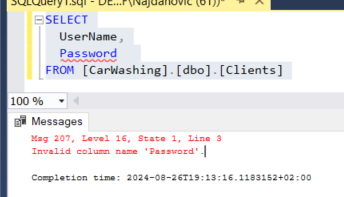 SQLQuery1.sql - DE...F\Najdanovic (61))*
SELECT
UserName,
Password
FROM [CarWashing].[dbo].[Clients]
100 %
Messages
Msg 207, Level 16, State 1, Line 3
Invalid column name 'Password'.
Completion time: 2024-08-26T19:13:16.1183152+02:00